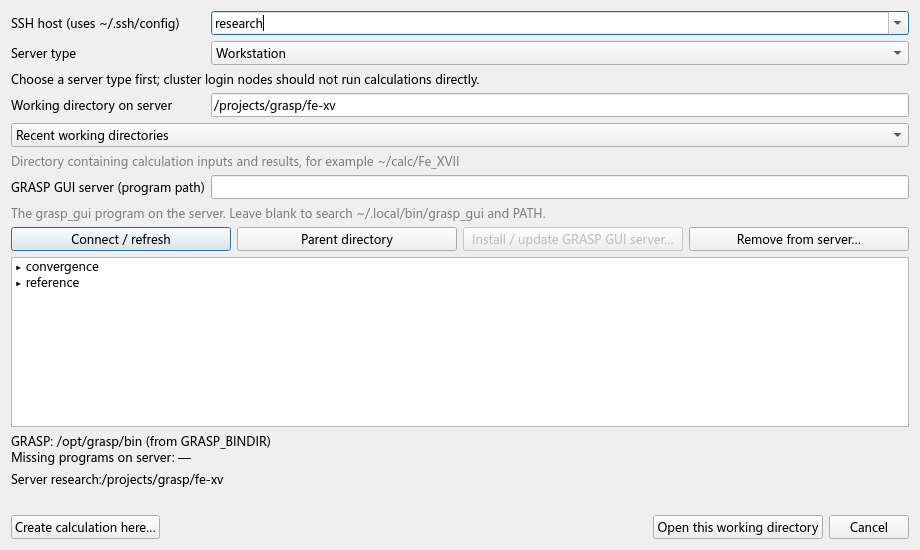 SSH host (uses ~/.ssh/config) research
Server type Workstation
Choose a server type first; cluster login nodes should not run calculations directly.
Working directory on server /projects/grasp/fe-xv
Recent working directories
Directory containing calculation inputs and results, for example ~/calc/Fe_XVII
GRASP GUI server (program path)
The grasp_gui program on the server. Leave blank to search ~/.local/bin/grasp_gui and PATH.
Connect / refresh Parent directory Install / update GRASP GUI server... Remove from server...
convergence
reference
GRASP: /opt/grasp/bin (from GRASP_BINDIR)
Missing programs on server: —
Server research:/projects/grasp/fe-xv
Create calculation here... Open this working directory Cancel